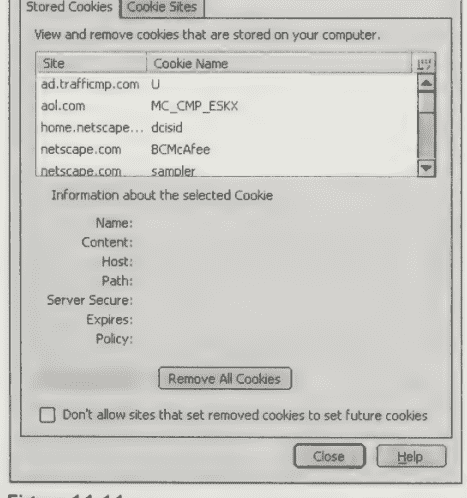 Stored Cookies Cookie Sites
View and remove cookies that are stored on your computer.
Site Cookie Name
ad.trafficmp.com U
aol.com MC_CMP_ESKX
home.netscape... dcisid
netscape.com BCMcAfee
netscape.com sampler
Information about the selected Cookie
Name:
Content:
Host:
Path:
Server Secure:
Expires:
Policy:
Remove All Cookies
Don't allow sites that set removed cookies to set future cookies
Close Help